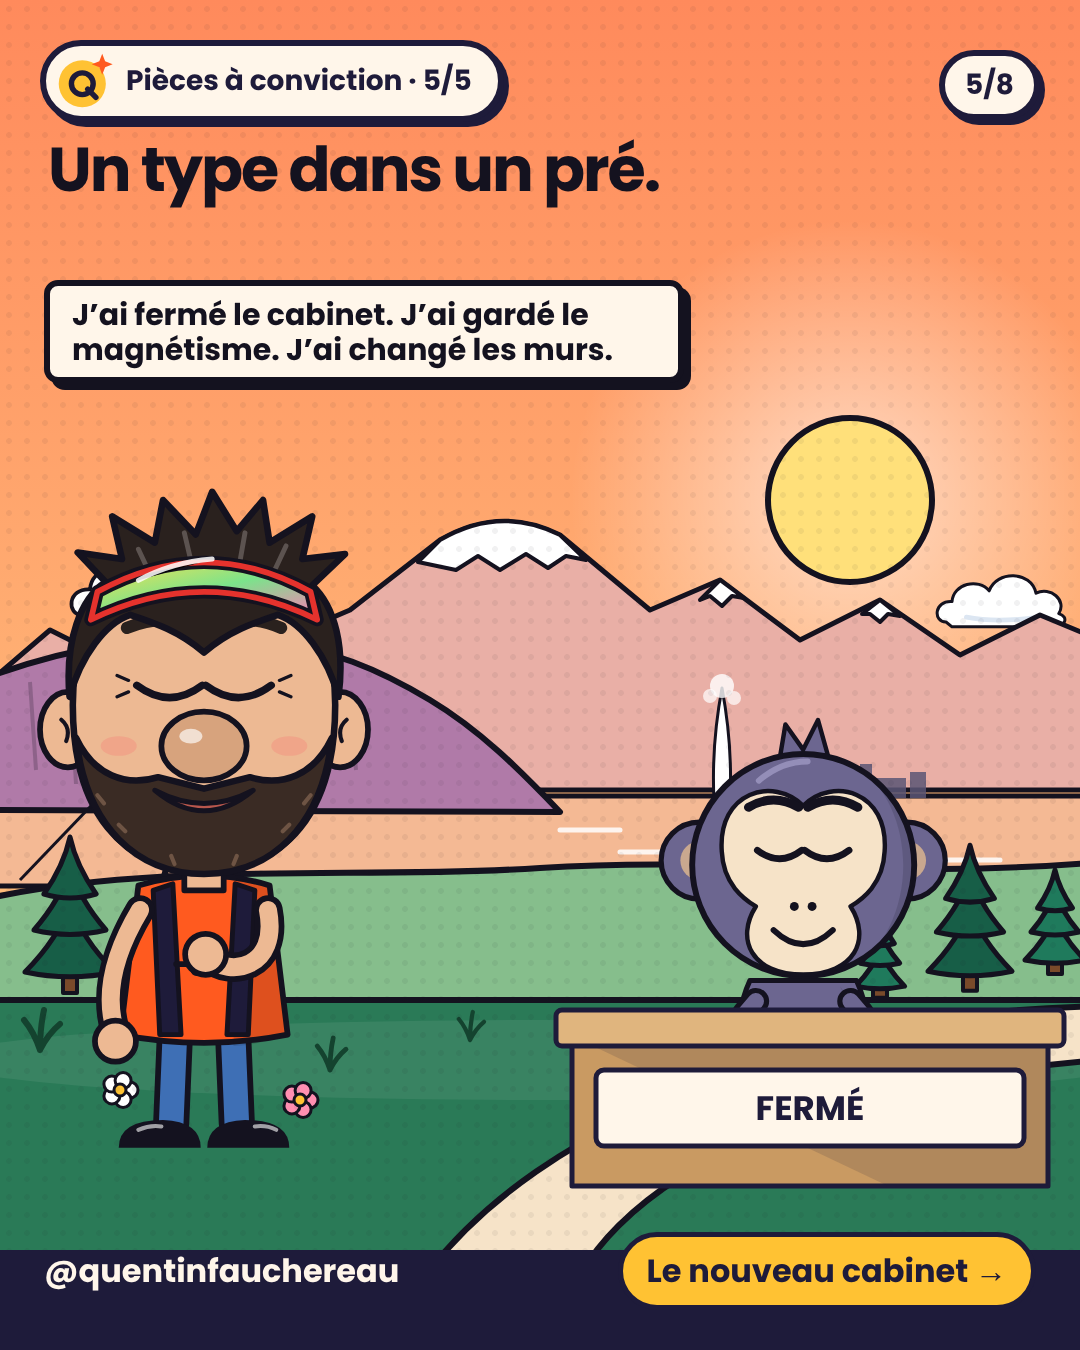 Q Pièces à conviction · 5/5
5/8
Un type dans un pré.
J’ai fermé le cabinet. J’ai gardé le
magnétisme. J’ai changé les murs.
FERMÉ
@quentinfauchereau
Le nouveau cabinet →